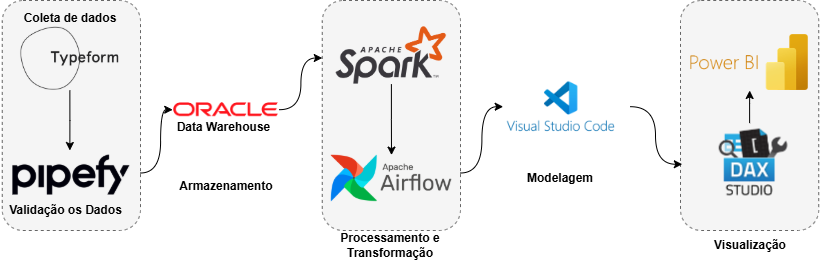 Coleta de dados
Typeform
pipefy
Validação os Dados
ORACLE
Data Warehouse
Armazenamento
APACHE
Spark
TM
Apache
Airflow
Processamento e
Transformação
Visual Studio Code
Modelagem
Power BI
DAX
STUDIO
Visualização